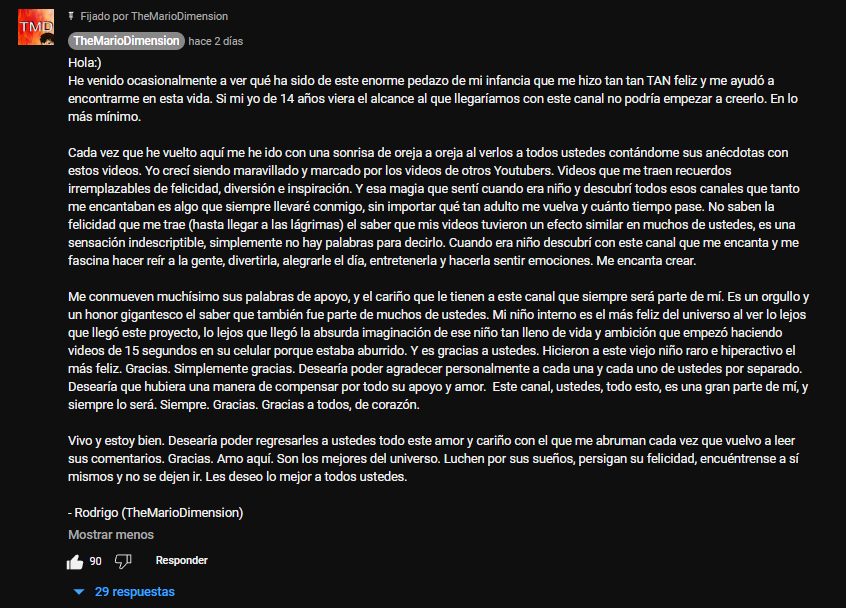 TMD
Fijado por TheMarioDimension
TheMarioDimension hace 2 días
Hola:)
He venido ocasionalmente a ver qué ha sido de este enorme pedazo de mi infancia que me hizo tan tan TAN feliz y me ayudó a
encontrarme en esta vida. Si mi yo de 14 años viera el alcance al que llegaríamos con este canal no podría empezar a creerlo. En lo
más mínimo.
Cada vez que he vuelto aquí me he ido con una sonrisa de oreja a oreja al verlos a todos ustedes contándome sus anécdotas con
estos videos. Yo crecí siendo maravillado y marcado por los videos de otros Youtubers. Videos que me traen recuerdos
irremplazables de felicidad, diversión e inspiración. Y esa magia que sentí cuando era niño y descubrí todos esos canales que tanto
me encantaban es algo que siempre llevaré conmigo, sin importar qué tan adulto me vuelva y cuánto tiempo pase. No saben la
felicidad que me trae (hasta llegar a las lágrimas) el saber que mis videos tuvieron un efecto similar en muchos de ustedes, es una
sensación indescriptible, simplemente no hay palabras para decirlo. Cuando era niño descubrí con este canal que me encanta y me
fascina hacer reír a la gente, divertirla, alegrarle el día, entretenerla y hacerla sentir emociones. Me encanta crear.
Me conmueven muchísimo sus palabras de apoyo, y el cariño que le tienen a este canal que siempre será parte de mí. Es un orgullo y
un honor gigantesco el saber que también fue parte de muchos de ustedes. Mi niño interno es el más feliz del universo al ver lo lejos
que llegó este proyecto, lo lejos que llegó la absurda imaginación de ese niño tan lleno de vida y ambición que empezó haciendo
videos de 15 segundos en su celular porque estaba aburrido. Y es gracias a ustedes. Hicieron a este viejo niño raro e hiperactivo el
más feliz. Gracias. Simplemente gracias. Desearía poder agradecer personalmente a cada una y cada uno de ustedes por separado.
Desearía que hubiera una manera de compensar por todo su apoyo y amor.  Este canal, ustedes, todo esto, es una gran parte de mí, y
siempre lo será. Siempre. Gracias. Gracias a todos, de corazón.
Vivo y estoy bien. Desearía poder regresarles a ustedes todo este amor y cariño con el que me abruman cada vez que vuelvo a leer
sus comentarios. Gracias. Amo aquí. Son los mejores del universo. Luchen por sus sueños, persigan su felicidad, encuéntrense a sí
mismos y no se dejen ir. Les deseo lo mejor a todos ustedes.
- Rodrigo (TheMarioDimension)
Mostrar menos
90 Responder
29 respuestas